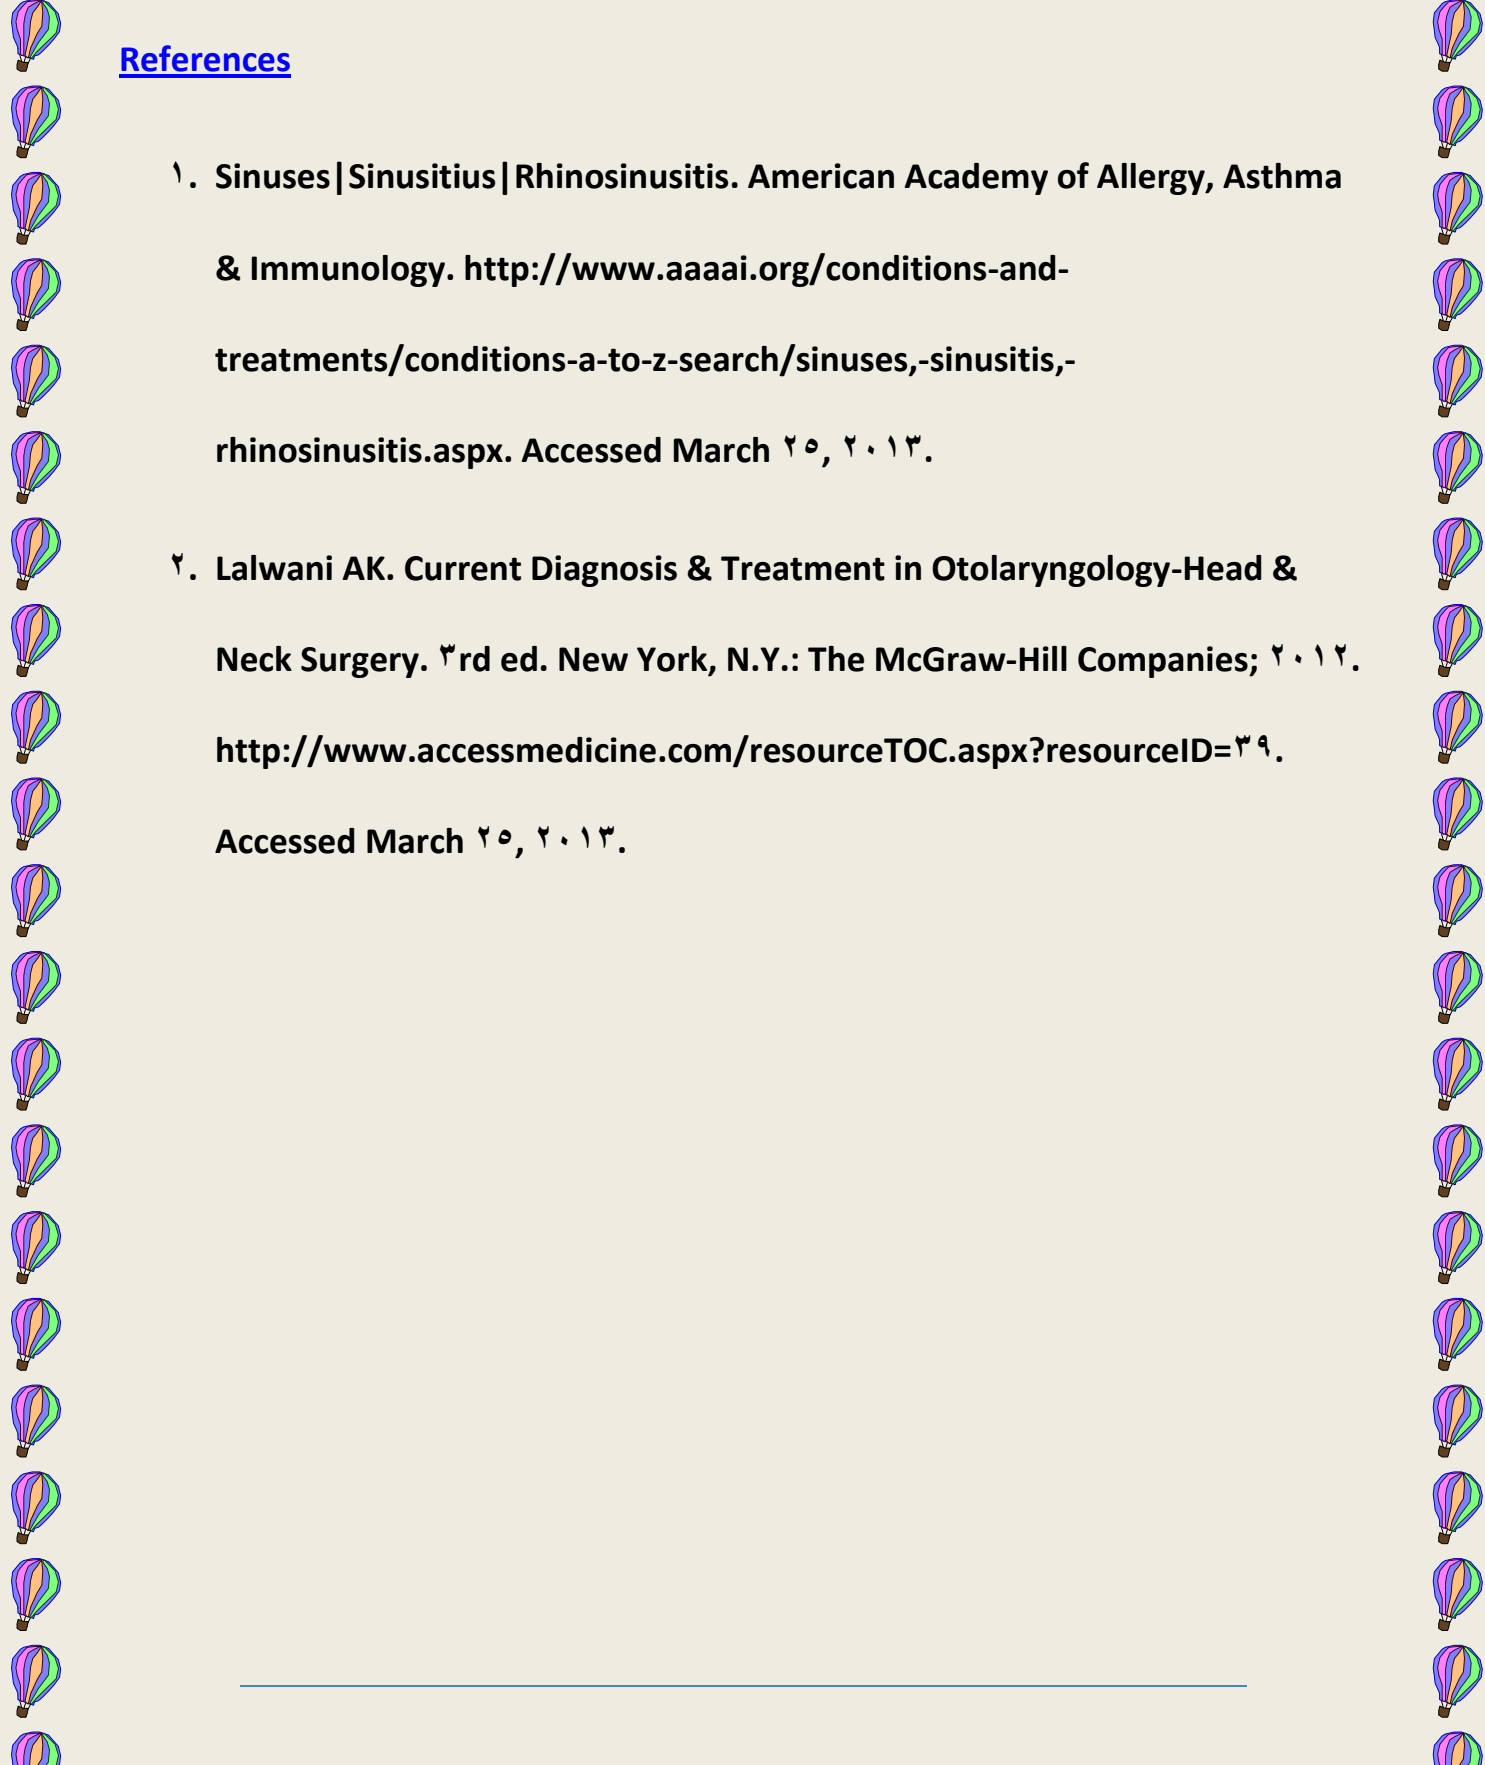 References
١. Sinuses|Sinusitius|Rhinosinusitis. American Academy of Allergy, Asthma
& Immunology. http://www.aaaai.org/conditions-and-
treatments/conditions-a-to-z-search/sinuses,-sinusitis,-
rhinosinusitis.aspx. Accessed March ٢٥, ٢٠١٣.
٢. Lalwani AK. Current Diagnosis & Treatment in Otolaryngology-Head &
Neck Surgery. ٣rd ed. New York, N.Y.: The McGraw-Hill Companies; ٢٠١٢.
http://www.accessmedicine.com/resourceTOC.aspx?resourceID=٣٩.
Accessed March ٢٥, ٢٠١٣.